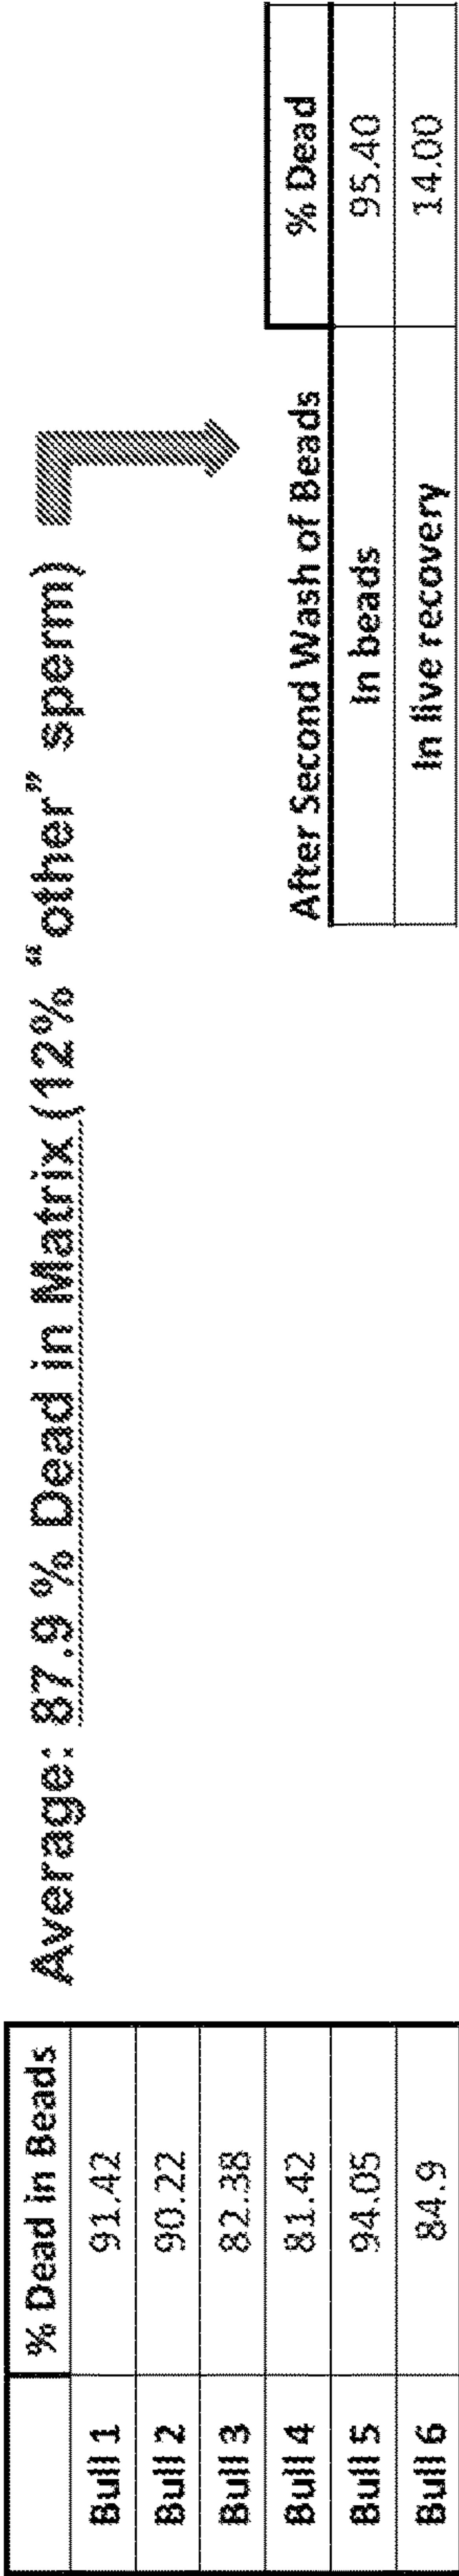 % Dead in Beads
Bull 1 91.42
Bull 2 90.22
Bull 3 82.38
Bull 4 81.42
Bull 5 94.05
Bull 6 84.9
Average: 87.9 % Dead in Matrix (12% “other” sperm)
After Second Wash of Beads % Dead
In beads 95.40
In live recovery 14.00